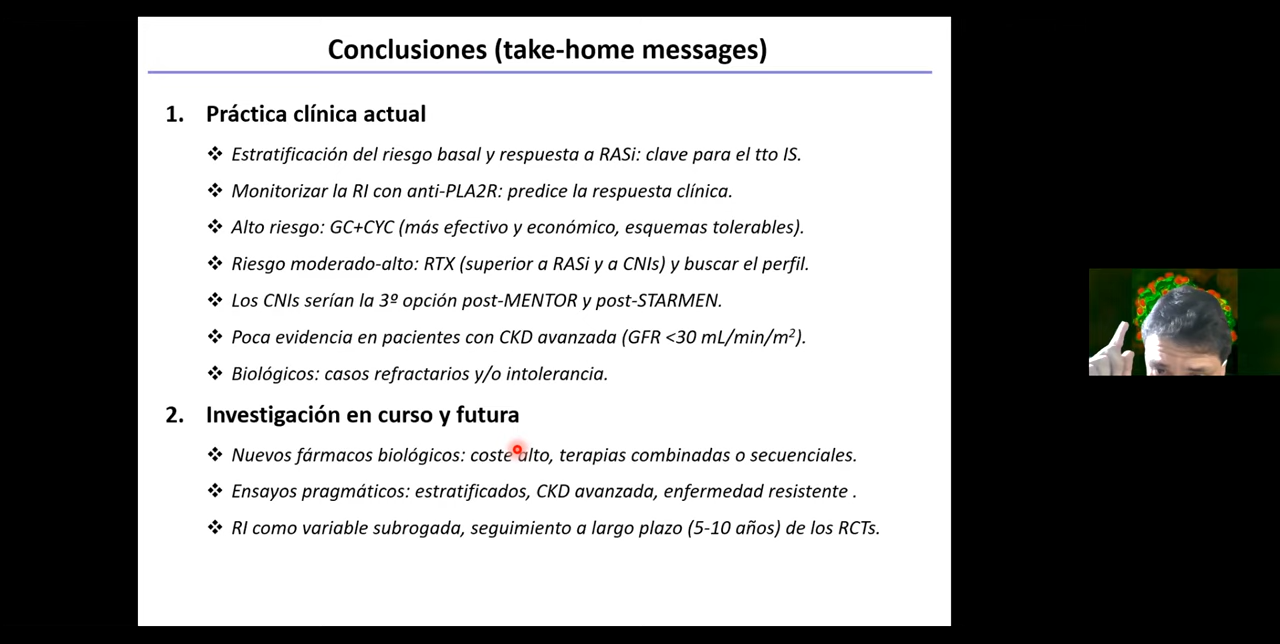 Conclusiones (take-home messages)
1. Práctica clínica actual
❖ Estratificación del riesgo basal y respuesta a RASi: clave para el tto IS.
❖ Monitorizar la RI con anti-PLA2R: predice la respuesta clínica.
❖ Alto riesgo: GC+CYC (más efectivo y económico, esquemas tolerables).
❖ Riesgo moderado-alto: RTX (superior a RASi y a CNIs) y buscar el perfil.
❖ Los CNIs serían la 3º opción post-MENTOR y post-STARMEN.
❖ Poca evidencia en pacientes con CKD avanzada (GFR <30 mL/min/m²).
❖ Biológicos: casos refractarios y/o intolerancia.
2. Investigación en curso y futura
❖ Nuevos fármacos biológicos: coste alto, terapias combinadas o secuenciales.
❖ Ensayos pragmáticos: estratificados, CKD avanzada, enfermedad resistente .
❖ RI como variable subrogada, seguimiento a largo plazo (5-10 años) de los RCTs.